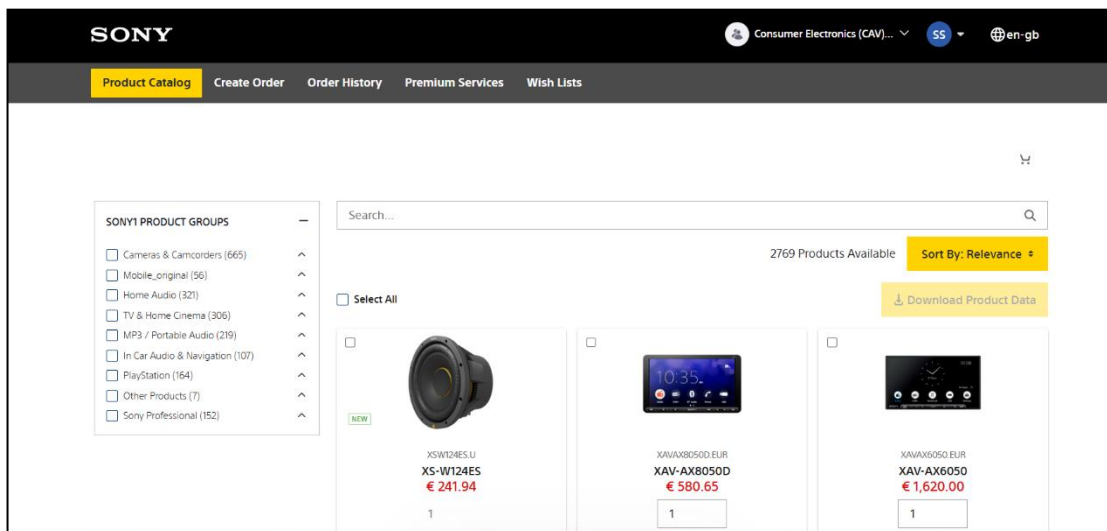 SONY
Consumer Electronics (CAV)...
SS
en-gb
Product Catalog
Create Order
Order History
Premium Services
Wish Lists
SONY1 PRODUCT GROUPS
Cameras & Camcorders (665)
Mobile_original (56)
Home Audio (321)
TV & Home Cinema (306)
MP3 / Portable Audio (219)
In Car Audio & Navigation (107)
PlayStation (164)
Other Products (7)
Sony Professional (152)
Search...
2769 Products Available
Sort By: Relevance
Select All
Download Product Data
NEW
10:35
XSW124ES.U
XS-W124ES
€ 241.94
1
XAVAX8050D.EUR
XAV-AX8050D
€ 580.65
1
XAVAX6050.EUR
XAV-AX6050
€ 1,620.00
1